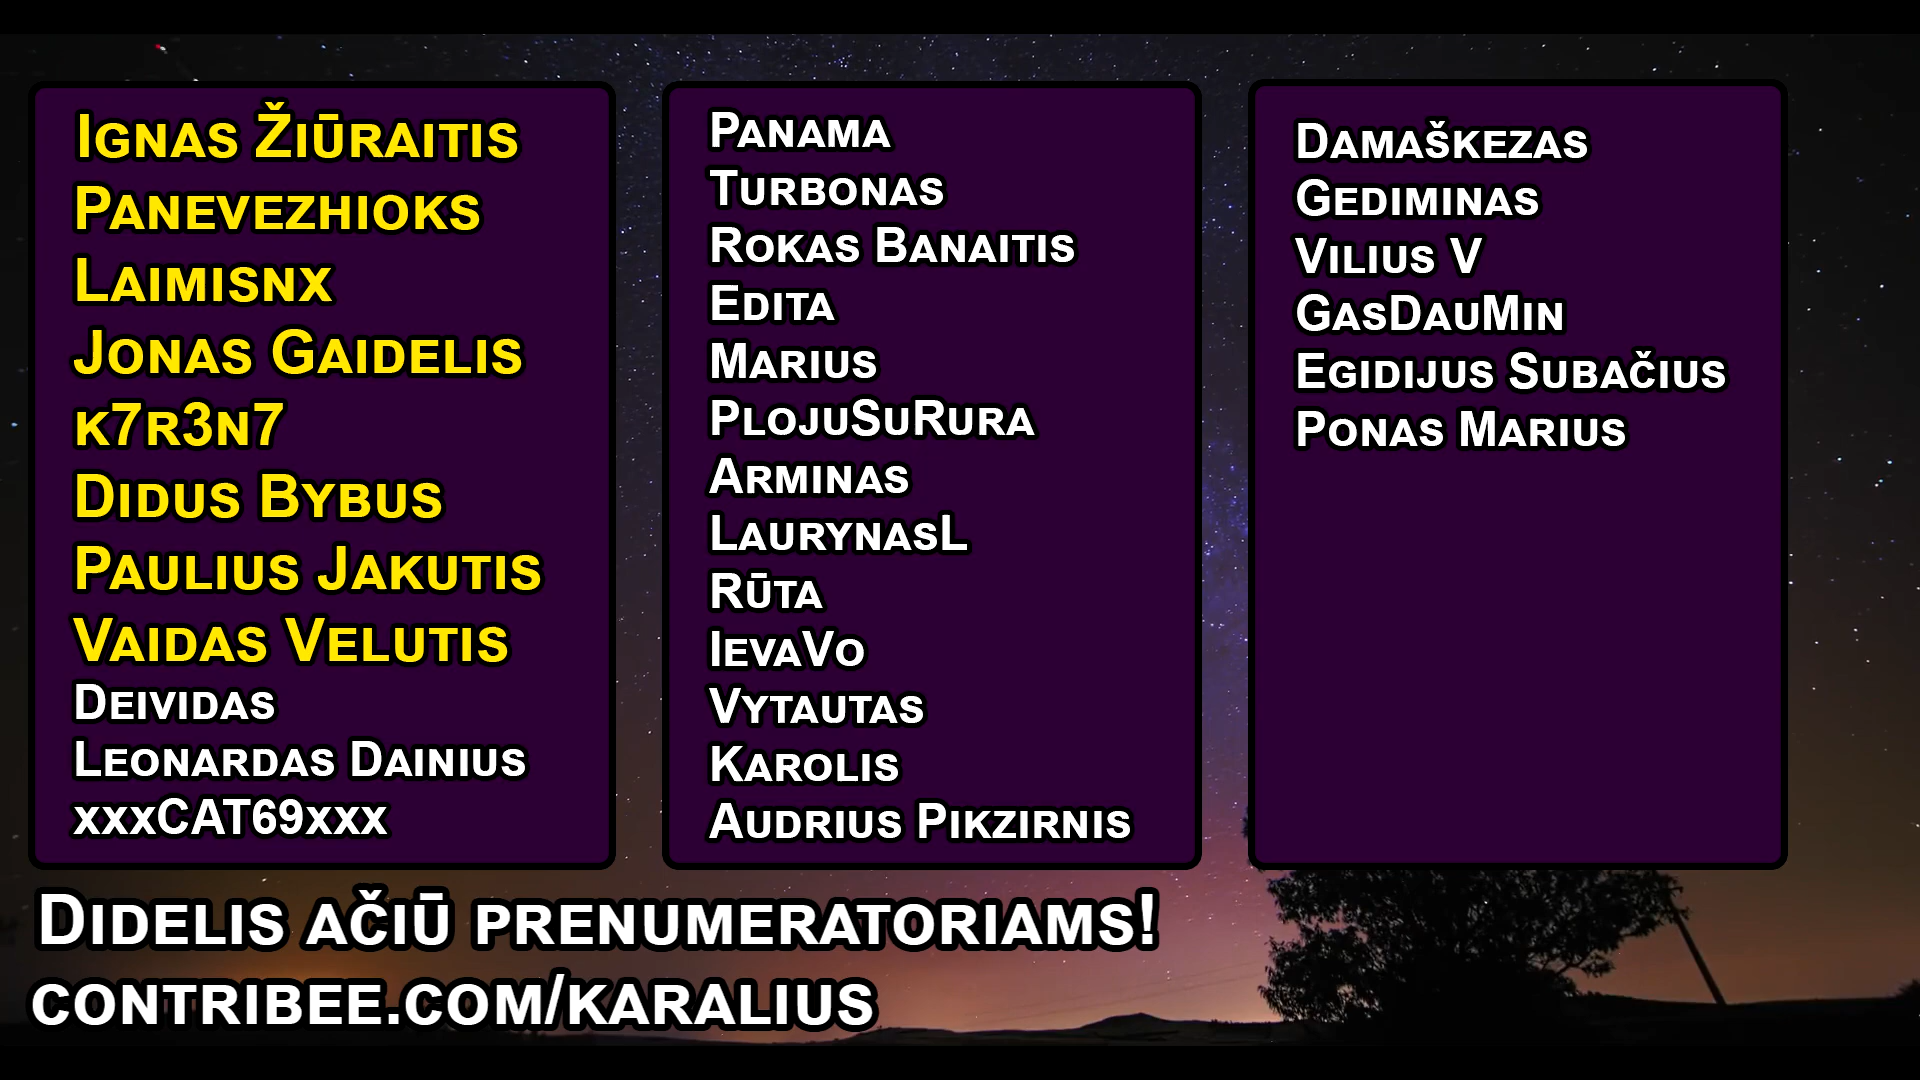 Ignas Žiūraitis
Panevezhioks
Laimisnx
Jonas Gaidelis
k7r3n7
Didus Bybus
Paulius Jakutis
Vaidas Velutis
Deividas
Leonardas Dainius
xxxCAT69xxx
Panama
Turbonas
Rokas Banaitis
Edita
Marius
PlojuSuRura
Arminas
LaurynasL
Rūta
IevaVo
Vytautas
Karolis
Audrius Pikzirnis
Damaškezas
Gediminas
Vilius V
GasDauMin
Egidijus Subačius
Ponas Marius
Didelis ačiū prenumeratoriams!
contribee.com/karalius